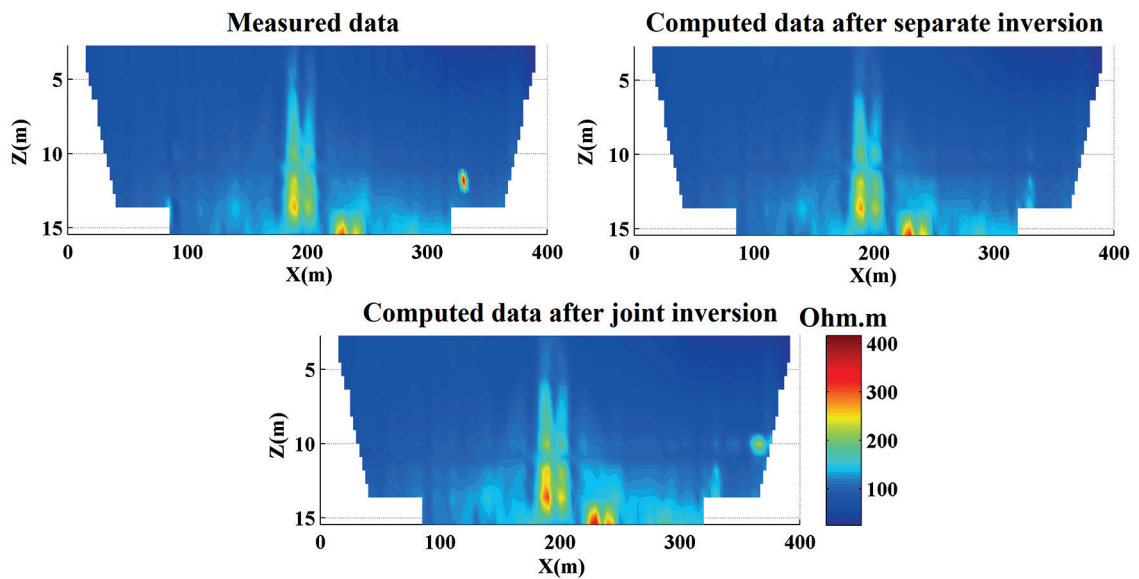 Measured data
Computed data after separate inversion
5
10
15
Z(m)
0 100 200 300 400
X(m)
5
10
15
Z(m)
0 100 200 300 400
X(m)
Computed data after joint inversion
Ohm.m
5
10
15
Z(m)
0 100 200 300 400
X(m)
400
300
200
100